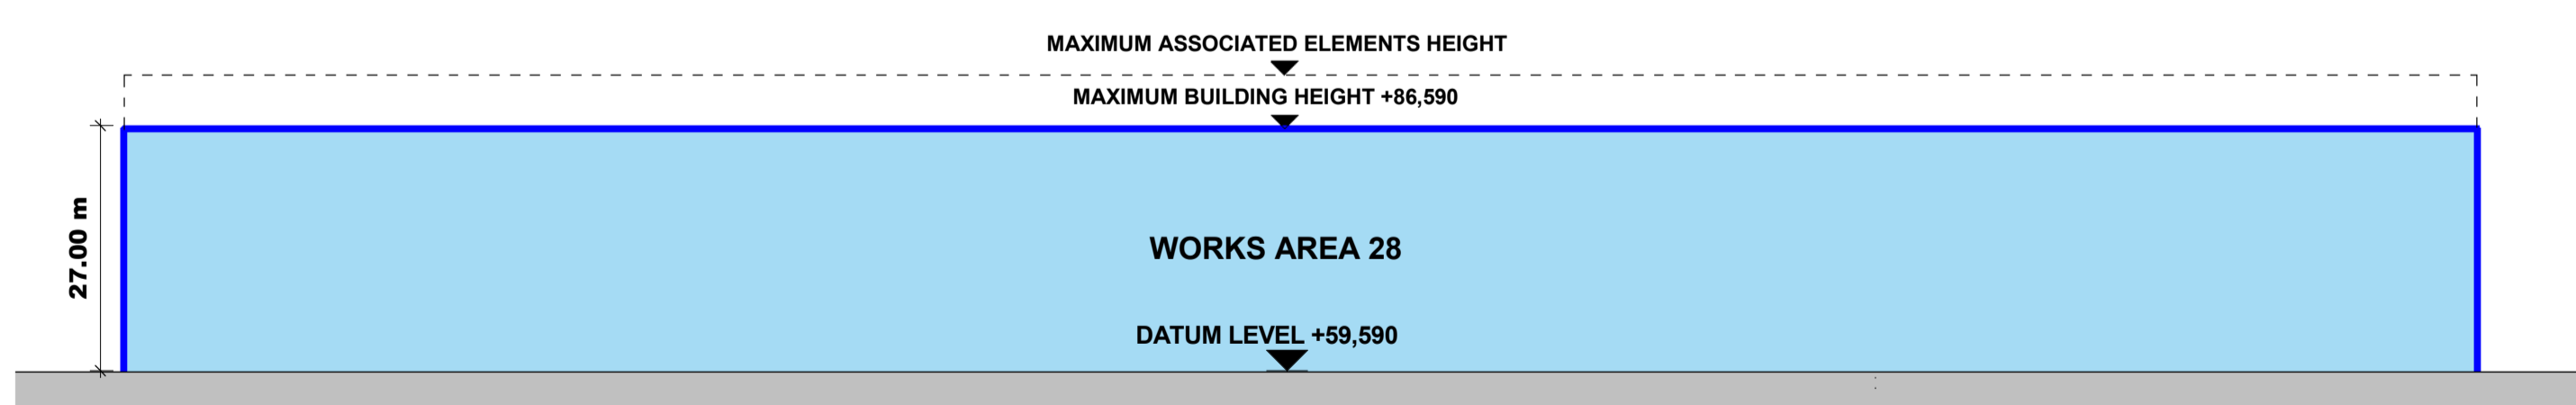 MAXIMUM ASSOCIATED ELEMENTS HEIGHT
MAXIMUM BUILDING HEIGHT +86,590
27.00 m
WORKS AREA 28
DATUM LEVEL +59,590